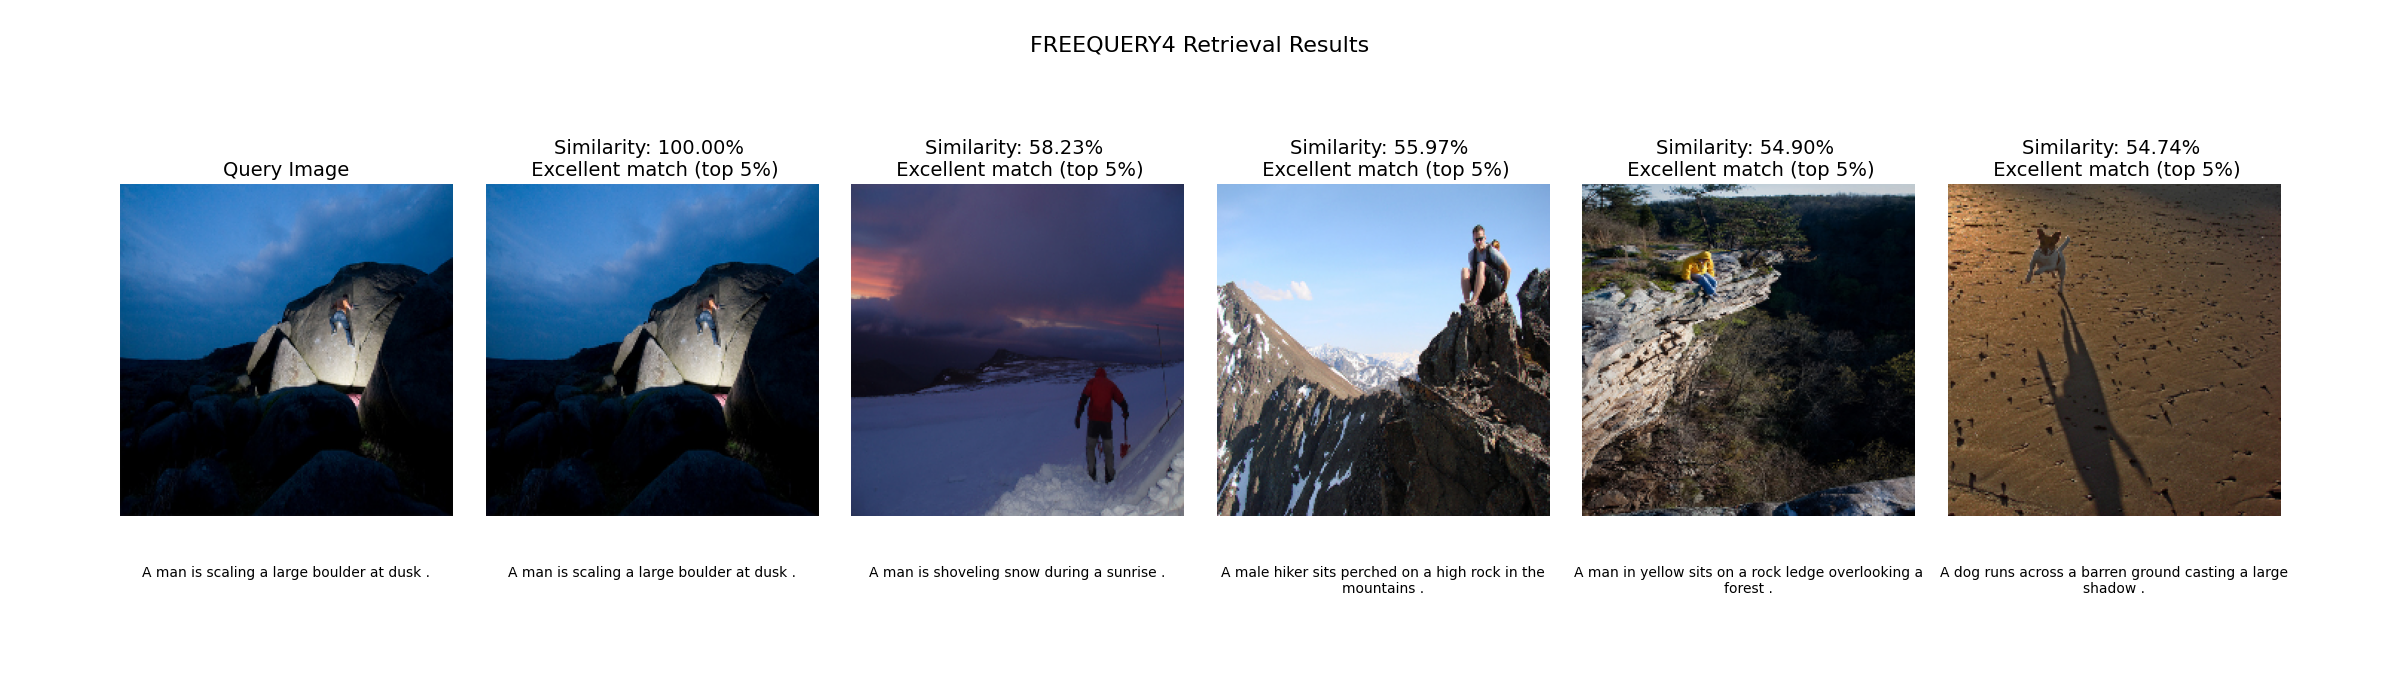 FREEQUERY4 Retrieval Results
Query Image
Similarity: 100.00%
Excellent match (top 5%)
Similarity: 58.23%
Excellent match (top 5%)
Similarity: 55.97%
Excellent match (top 5%)
Similarity: 54.90%
Excellent match (top 5%)
Similarity: 54.74%
Excellent match (top 5%)
A man is scaling a large boulder at dusk .
A man is scaling a large boulder at dusk .
A man is shoveling snow during a sunrise .
A male hiker sits perched on a high rock in the
mountains .
A man in yellow sits on a rock ledge overlooking a
forest .
A dog runs across a barren ground casting a large
shadow .